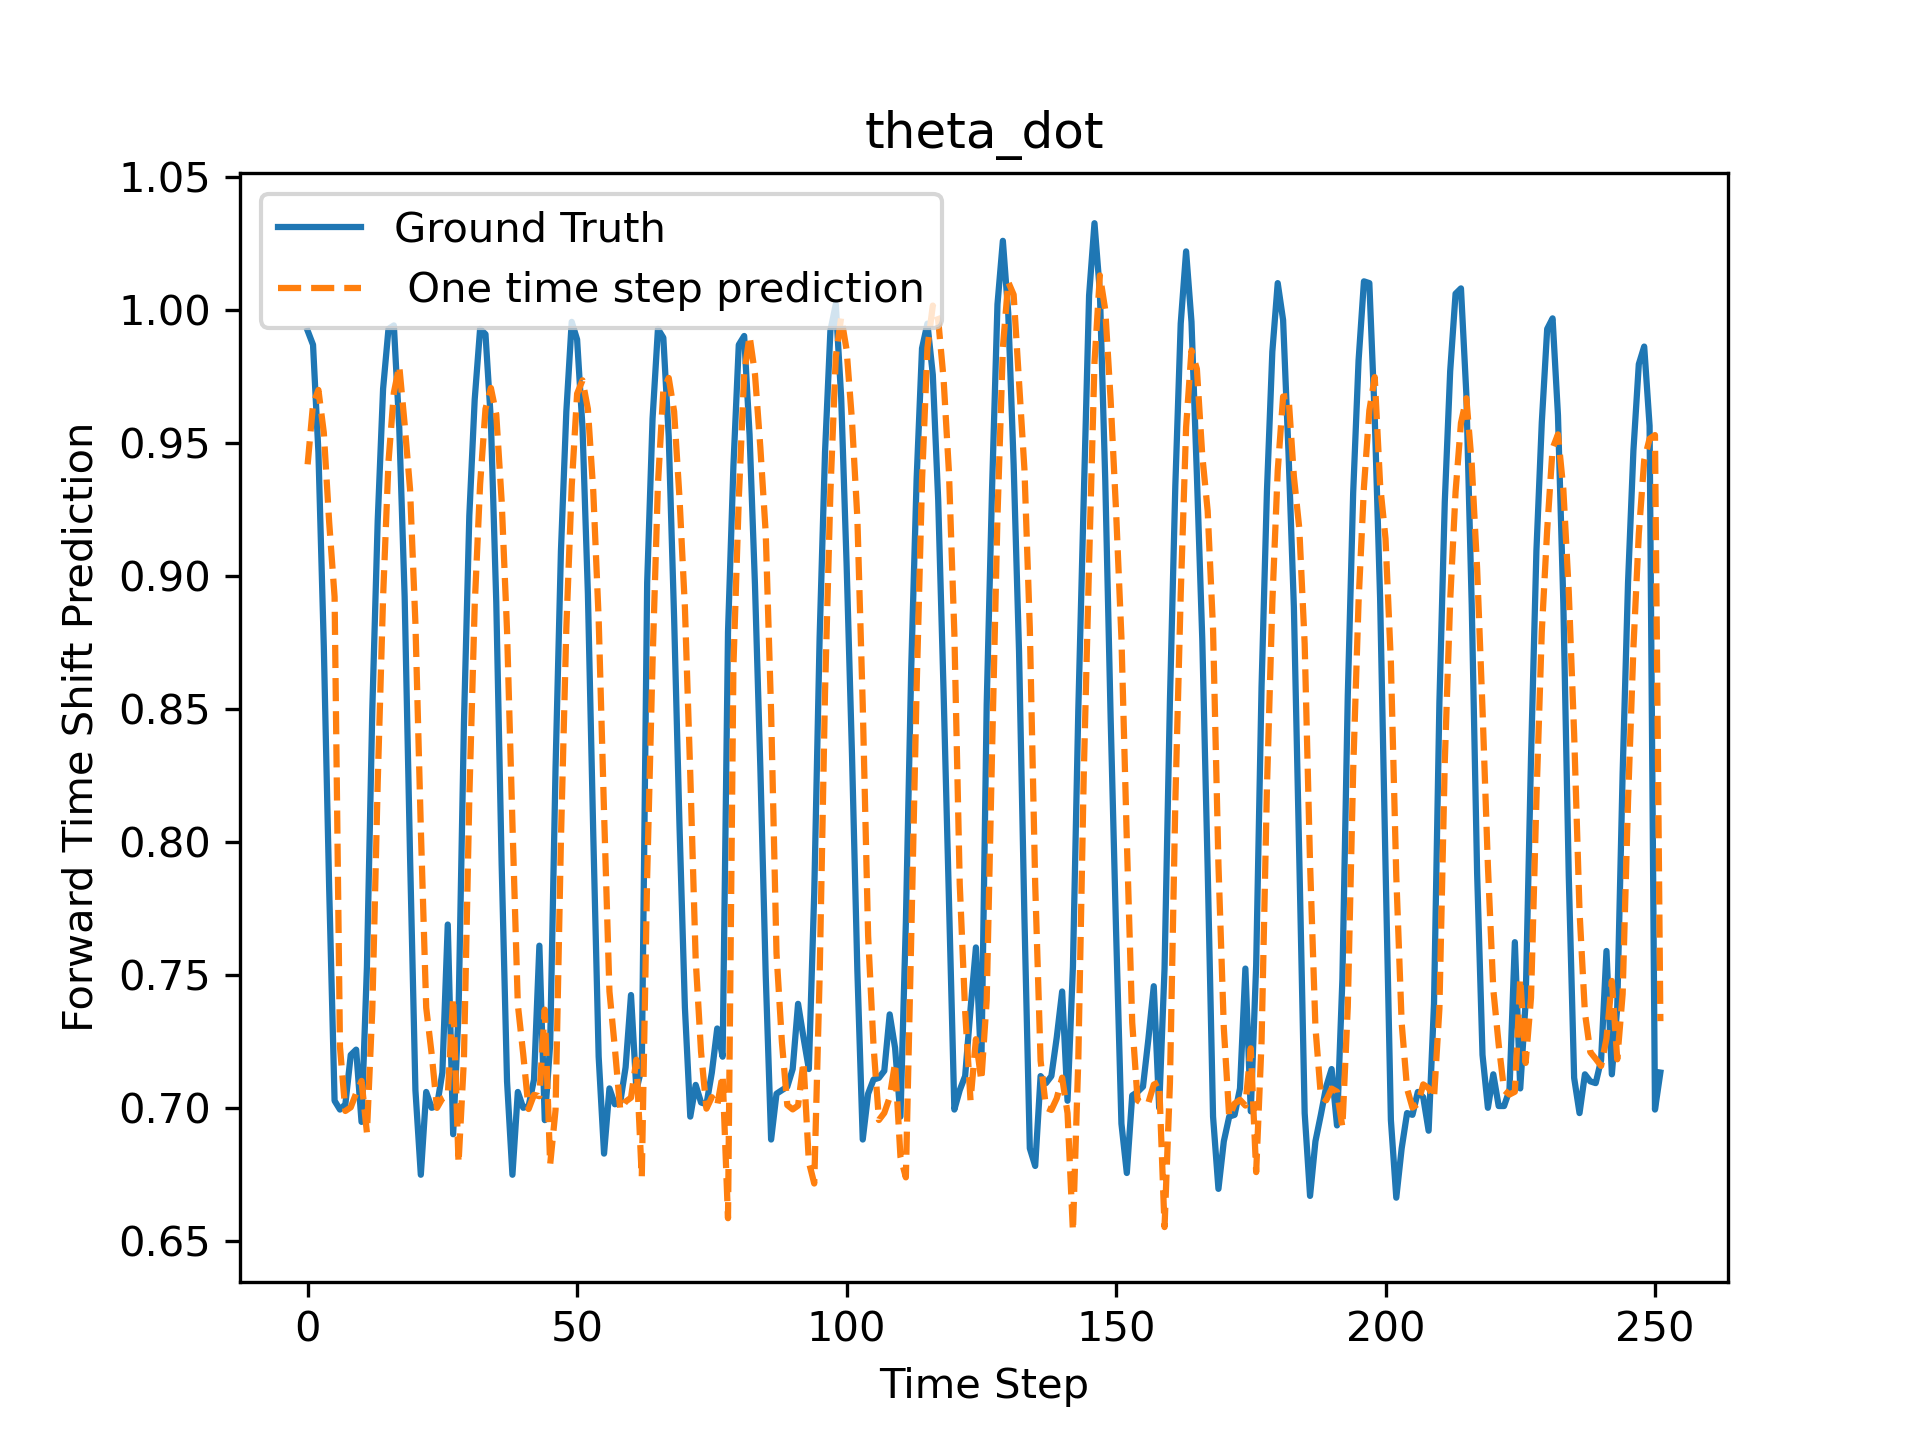 theta_dot
Ground Truth
One time step prediction
Forward Time Shift Prediction
1.05
1.00
0.95
0.90
0.85
0.80
0.75
0.70
0.65
0 50 100 150 200 250
Time Step